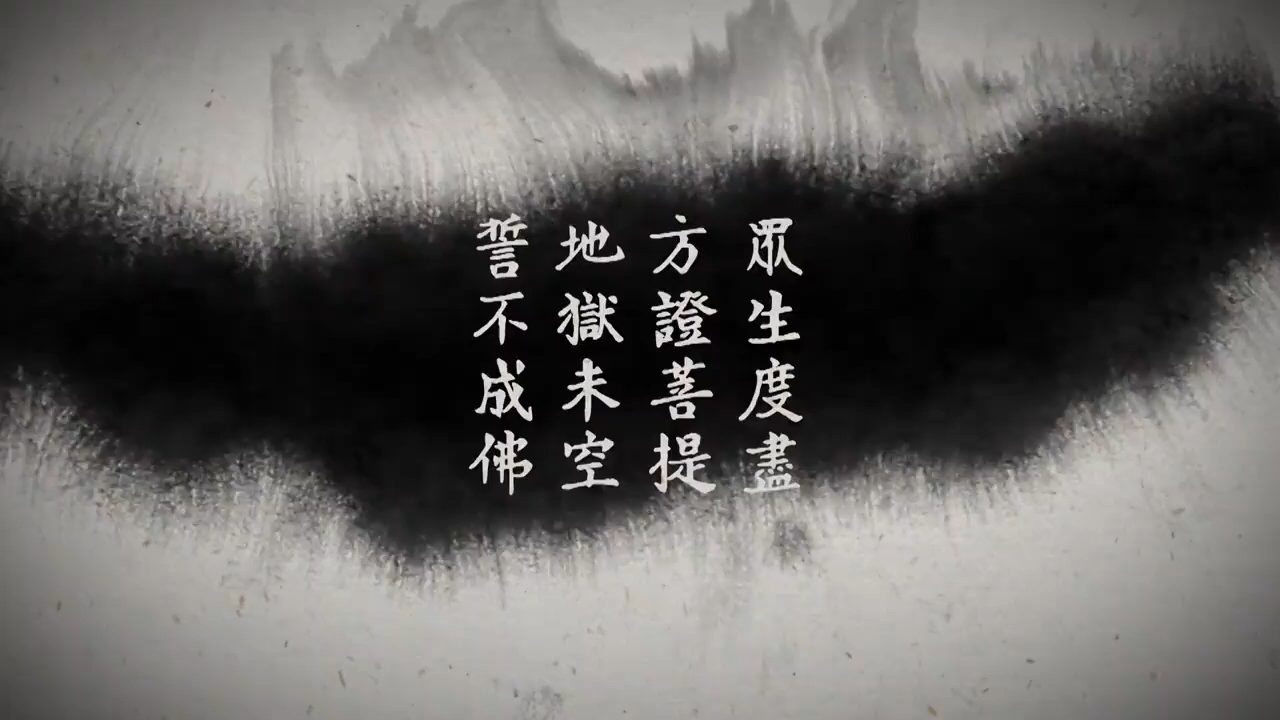 眾生度盡
方證菩提
地獄未空
誓不成佛